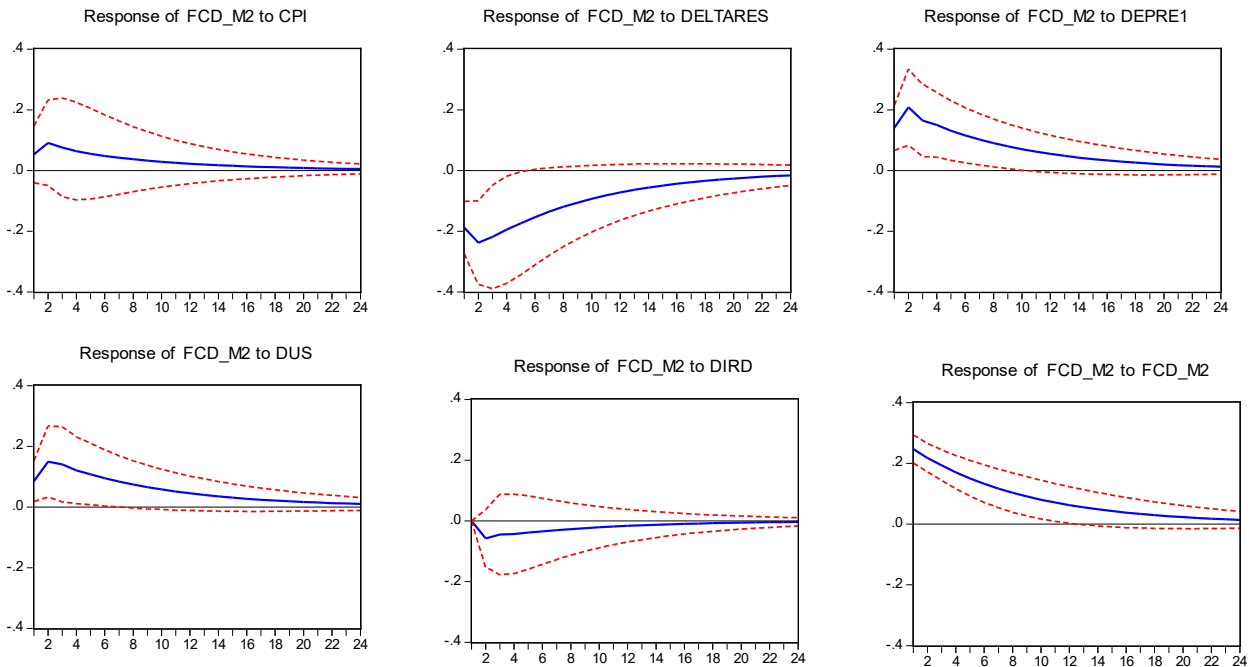 Response of FCD_M2 to CPI
.4
.2
.0
-.2
-.4
2 4 6 8 10 12 14 16 18 20 22 24
Response of FCD_M2 to DELTARES
.4
.2
.0
-.2
-.4
2 4 6 8 10 12 14 16 18 20 22 24
Response of FCD_M2 to DEPRE1
.4
.2
.0
-.2
-.4
2 4 6 8 10 12 14 16 18 20 22 24
Response of FCD_M2 to DUS
.4
.2
.0
-.2
-.4
2 4 6 8 10 12 14 16 18 20 22 24
Response of FCD_M2 to DIRD
.4
.2
.0
-.2
-.4
2 4 6 8 10 12 14 16 18 20 22 24
Response of FCD_M2 to FCD_M2
.4
.2
.0
-.2
-.4
2 4 6 8 10 12 14 16 18 20 22 24